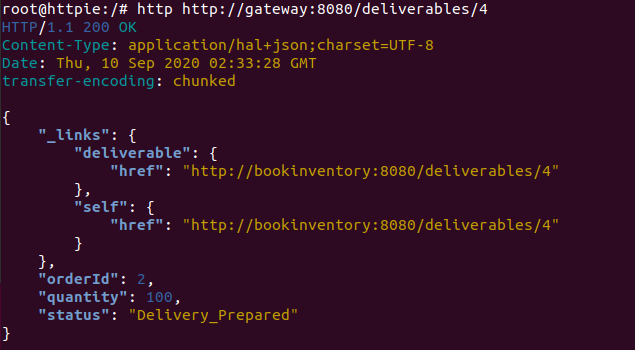 root@httpie:/# http http://gateway:8080/deliverables/4
HTTP/1.1 200 OK
Content-Type: application/hal+json;charset=UTF-8
Date: Thu, 10 Sep 2020 02:33:28 GMT
transfer-encoding: chunked

{
    "_links": {
        "deliverable": {
            "href": "http://bookinventory:8080/deliverables/4"
        },
        "self": {
            "href": "http://bookinventory:8080/deliverables/4"
        }
    },
    "orderId": 2,
    "quantity": 100,
    "status": "Delivery_Prepared"
}